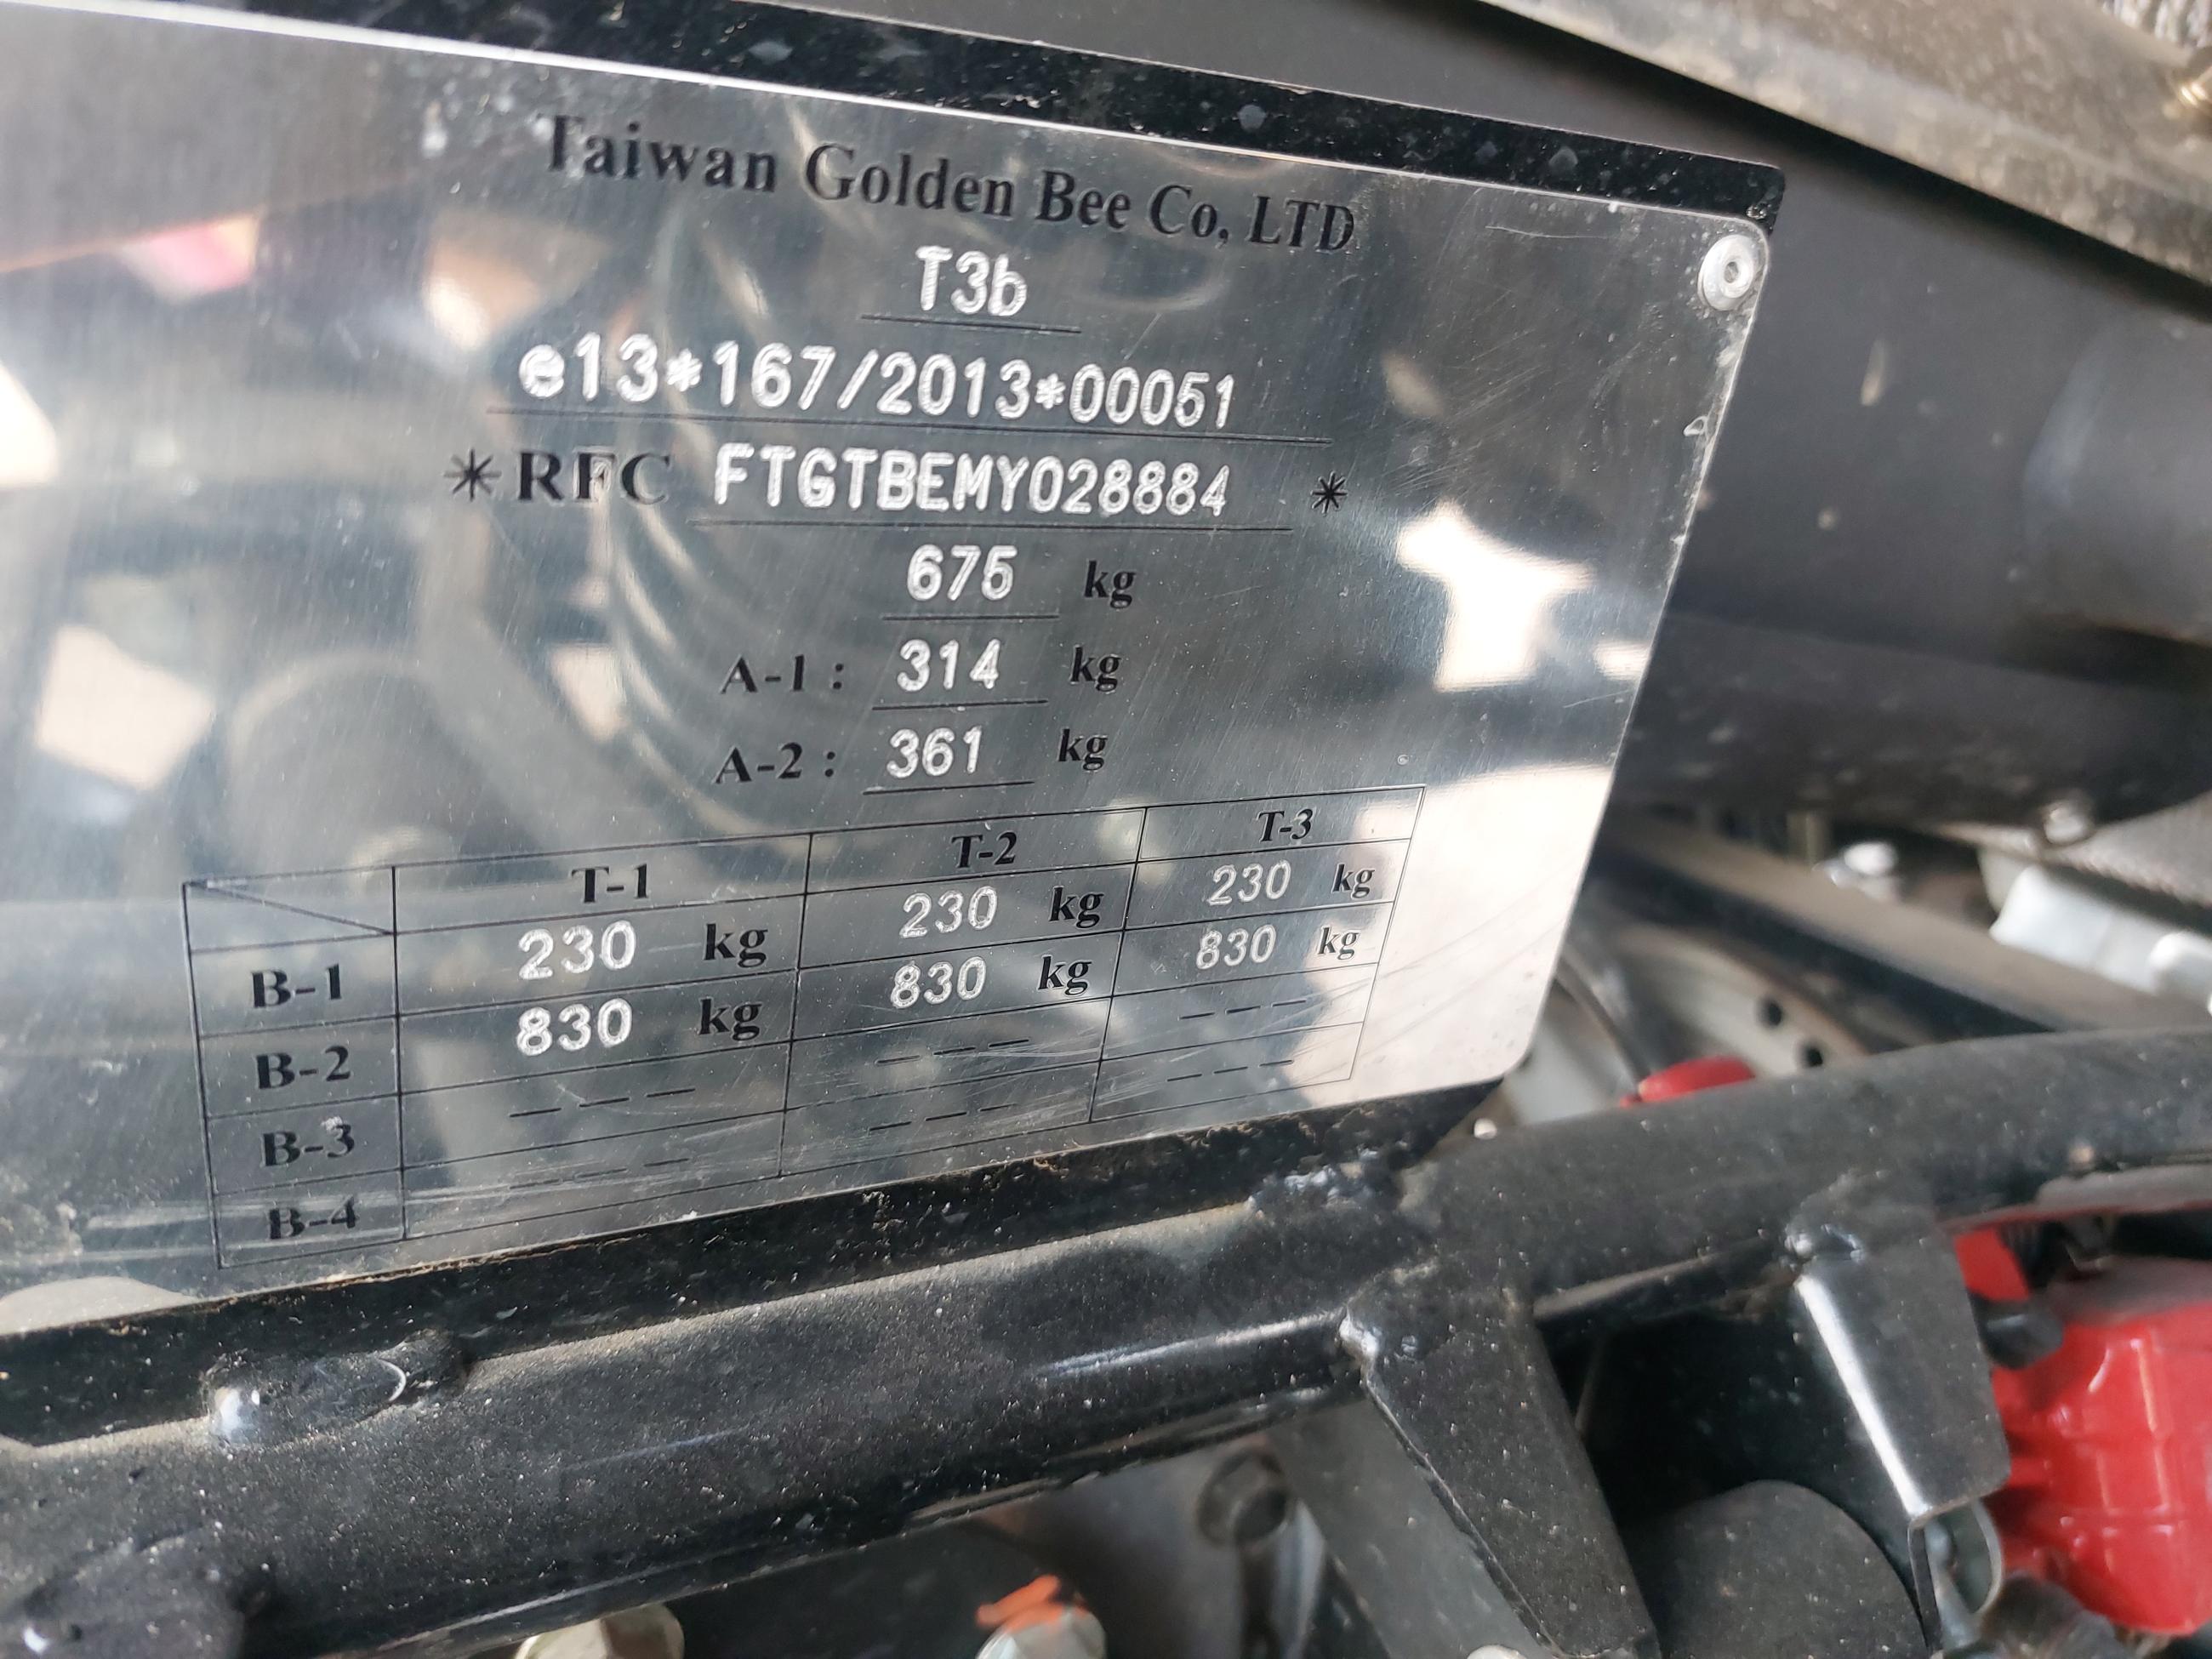 Taiwan Golden Bee Co, LTD
T3b
e13*167/2013*00051
*RFC FTGTBEMY028884 *
675 kg
A-1 : 314 kg
A-2 : 361 kg
T-1 T-2 T-3
B-1 230 kg 230 kg 230 kg
B-2 830 kg 830 kg 830 kg
B-3 --- --- ---
B-4 --- --- ---